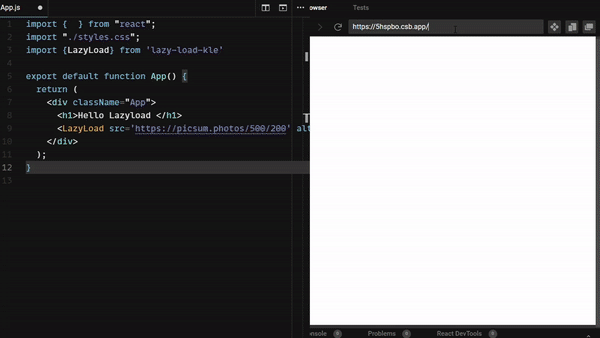 App.js
1 import {  } from "react";
2 import "./styles.css";
3 import {LazyLoad} from 'lazy-load-kle'
4
5 export default function App() {
6 return (
7 <div className="App">
8 <h1>Hello Lazyload </h1>
9 <LazyLoad src='https://picsum.photos/500/200' alt
10 </div>
11 );
12 }
13
owser Tests
https://5hspbo.csb.app/
T
nsole 0 Problems 0 React DevTools 0